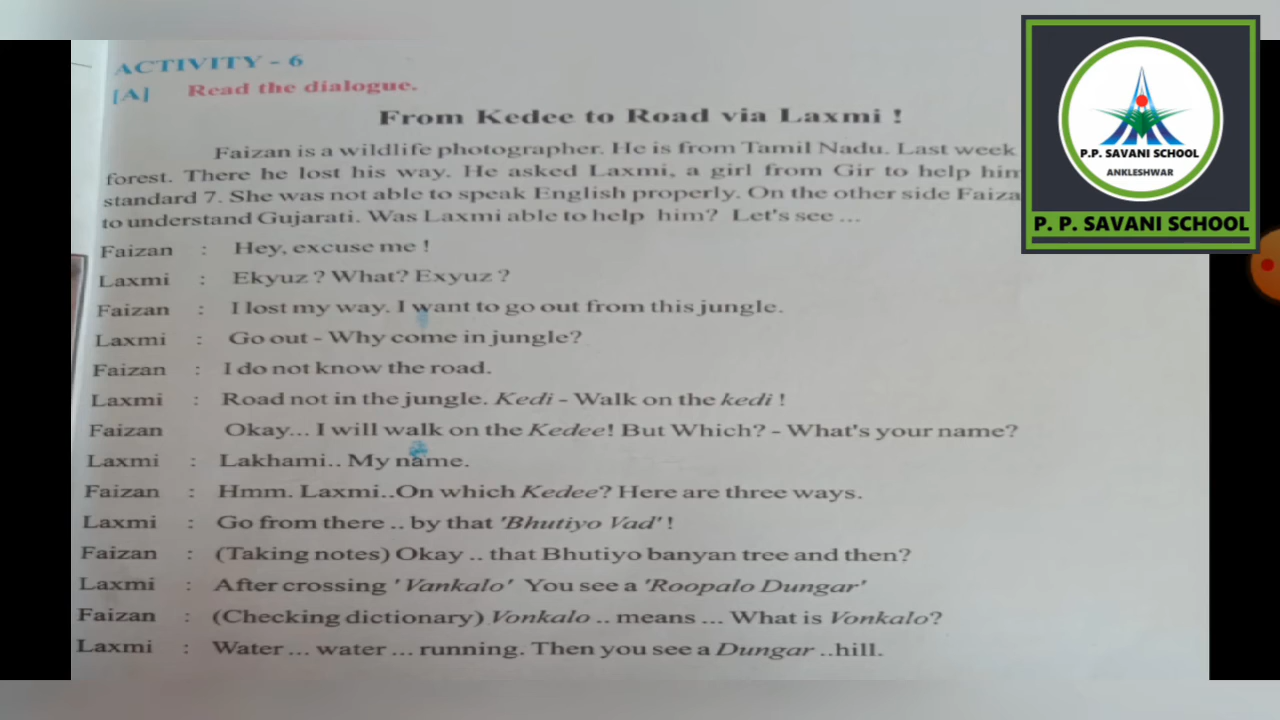 ACTIVITY - 6
[A] Read the dialogue.
From Kedee to Road via Laxmi !
Faizan is a wildlife photographer. He is from Tamil Nadu. Last week
forest. There he lost his way. He asked Laxmi, a girl from Gir to help him
standard 7. She was not able to speak English properly. On the other side Faiza
to understand Gujarati. Was Laxmi able to help him? Let's see ...
Faizan : Hey, excuse me !
Laxmi : Ekyuz ? What? Exyuz ?
Faizan : I lost my way. I want to go out from this jungle.
Laxmi : Go out - Why come in jungle?
Faizan : I do not know the road.
Laxmi : Road not in the jungle. Kedi - Walk on the kedi !
Faizan Okay... I will walk on the Kedee! But Which? - What's your name?
Laxmi : Lakhami.. My name.
Faizan : Hmm. Laxmi..On which Kedee? Here are three ways.
Laxmi : Go from there .. by that 'Bhutiyo Vad' !
Faizan : (Taking notes) Okay .. that Bhutiyo banyan tree and then?
Laxmi : After crossing ' Vankalo' You see a 'Roopalo Dungar'
Faizan : (Checking dictionary) Vonkalo .. means ... What is Vonkalo?
Laxmi : Water ... water ... running. Then you see a Dungar ..hill.
P.P. SAVANI SCHOOL
ANKLESHWAR
P. P. SAVANI SCHOOL